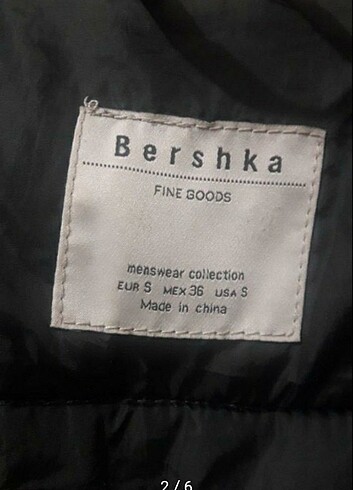 Bershka
FINE GOODS
menswear collection
EUR S MEX 36 USA S
Made in china
2 / 6